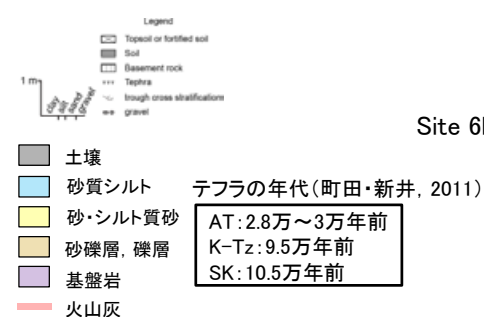 Legend
Topsoil or fortified soil
Soil
Basement rock
Tephra
trough cross stratifications
gravel
1 m
clay
silt
sand
gravel
Site 6
土壌
砂質シルト
テフラの年代(町田・新井, 2011)
砂・シルト質砂
AT:2.8万~3万年前
砂礫層, 礫層
K-Tz:9.5万年前
SK:10.5万年前
基盤岩
火山灰